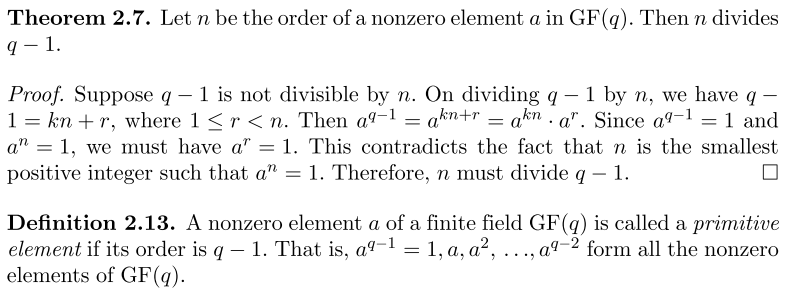 Theorem 2.7. Let n be the order of a nonzero element a in GF(q). Then n divides
q − 1.
Proof. Suppose q − 1 is not divisible by n. On dividing q − 1 by n, we have q −
1 = kn + r, where 1 ≤ r < n. Then a^{q−1} = a^{kn+r} = a^{kn} · a^r. Since a^{q−1} = 1 and
a^n = 1, we must have a^r = 1. This contradicts the fact that n is the smallest
positive integer such that a^n = 1. Therefore, n must divide q − 1. □
Definition 2.13. A nonzero element a of a finite field GF(q) is called a primitive
element if its order is q − 1. That is, a^{q−1} = 1, a, a^2, . . ., a^{q−2} form all the nonzero
elements of GF(q).